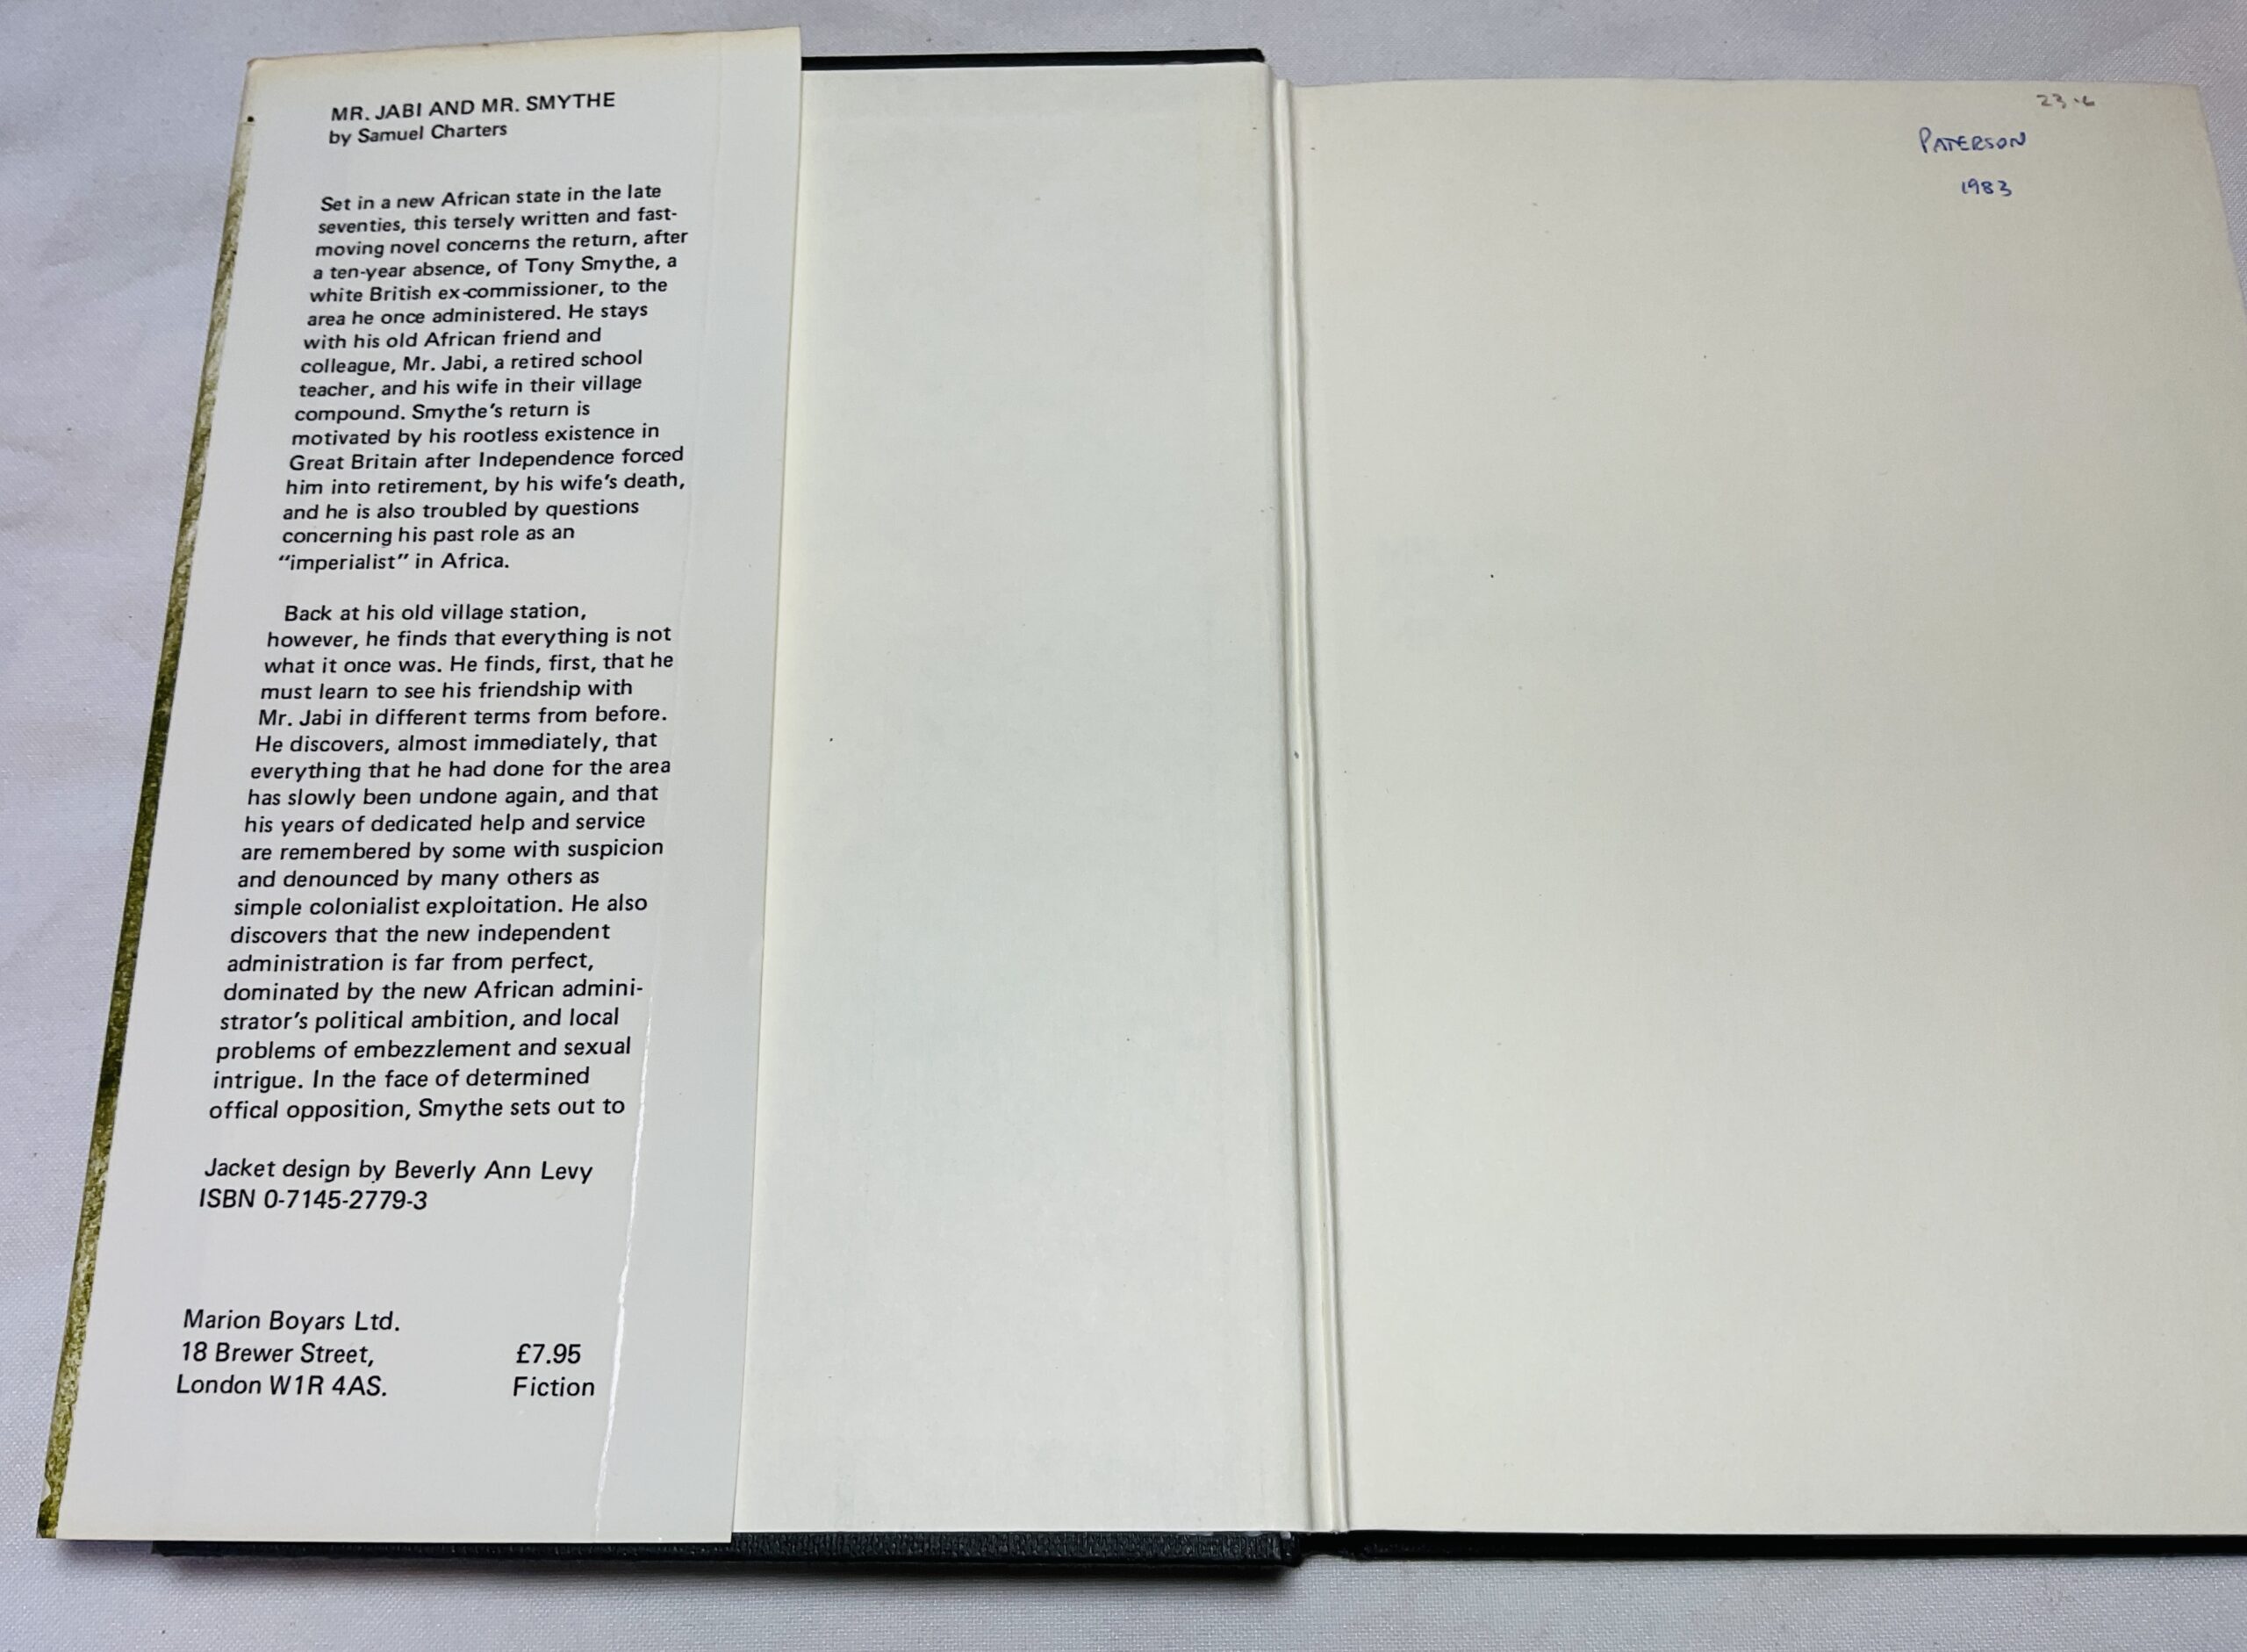 MR. JABI AND MR. SMYTHE
by Samuel Charters
Set in a new African state in the late
seventies, this tersely written and fast-
moving novel concerns the return, after
a ten-year absence, of Tony Smythe, a
white British ex-commissioner, to the
area he once administered. He stays
with his old African friend and
colleague, Mr. Jabi, a retired school
teacher, and his wife in their village
compound. Smythe's return is
motivated by his rootless existence in
Great Britain after Independence forced
him into retirement, by his wife's death,
and he is also troubled by questions
concerning his past role as an
“imperialist” in Africa.
Back at his old village station,
however, he finds that everything is not
what it once was. He finds, first, that he
must learn to see his friendship with
Mr. Jabi in different terms from before.
He discovers, almost immediately, that
everything that he had done for the area
has slowly been undone again, and that
his years of dedicated help and service
are remembered by some with suspicion
and denounced by many others as
simple colonialist exploitation. He also
discovers that the new independent
administration is far from perfect,
dominated by the new African admini-
strator's political ambition, and local
problems of embezzlement and sexual
intrigue. In the face of determined
offical opposition, Smythe sets out to
Jacket design by Beverly Ann Levy
ISBN 0-7145-2779-3
Marion Boyars Ltd.
18 Brewer Street,
London W1R 4AS.
£7.95
Fiction
PATERSON
1983